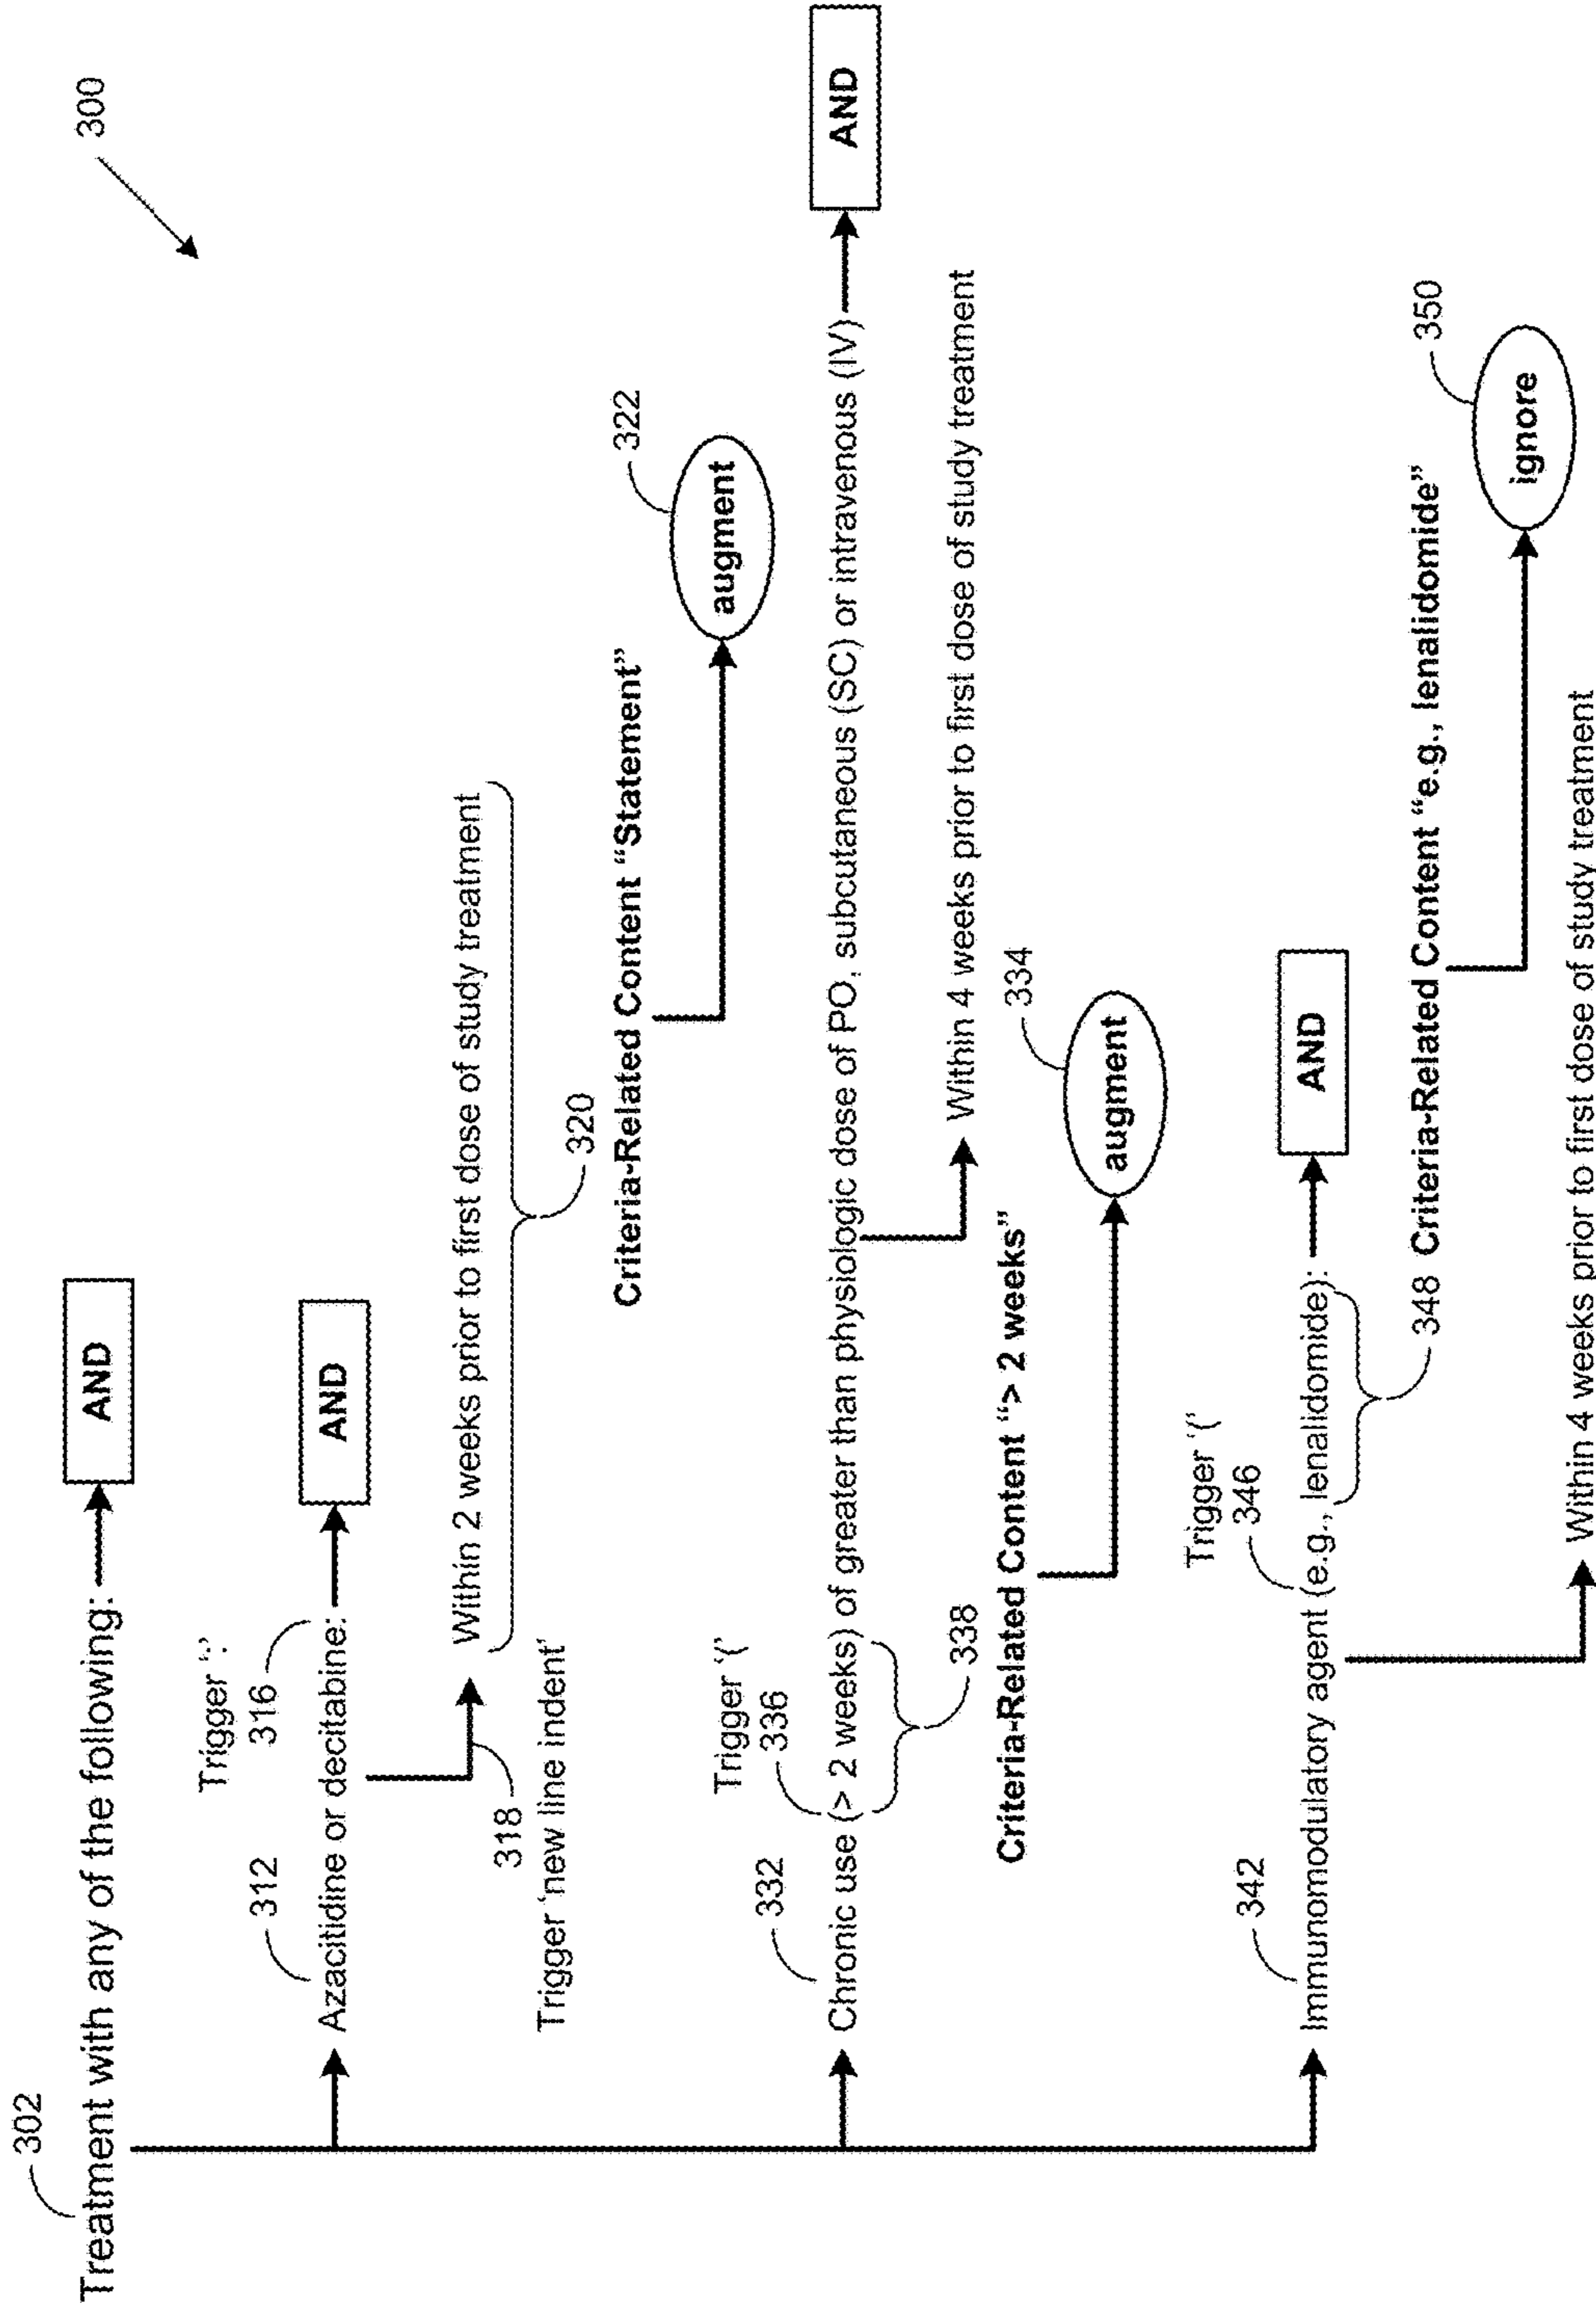 300
302
Treatment with any of the following: AND
Trigger ':'
312
316
Azacitidine or decitabine: AND
318
Within 2 weeks prior to first dose of study treatment
Trigger 'new line indent'
320
Criteria-Related Content "Statement"
322
augment
Trigger '('
332
336
Chronic use (> 2 weeks) of greater than physiologic dose of PO, subcutaneous (SC) or intravenous (IV) AND
338
Within 4 weeks prior to first dose of study treatment
Criteria-Related Content "> 2 weeks"
334
augment
Trigger '('
342
346
Immunomodulatory agent (e.g., lenalidomide): AND
348 Criteria-Related Content "e.g., lenalidomide"
350
ignore
Within 4 weeks prior to first dose of study treatment